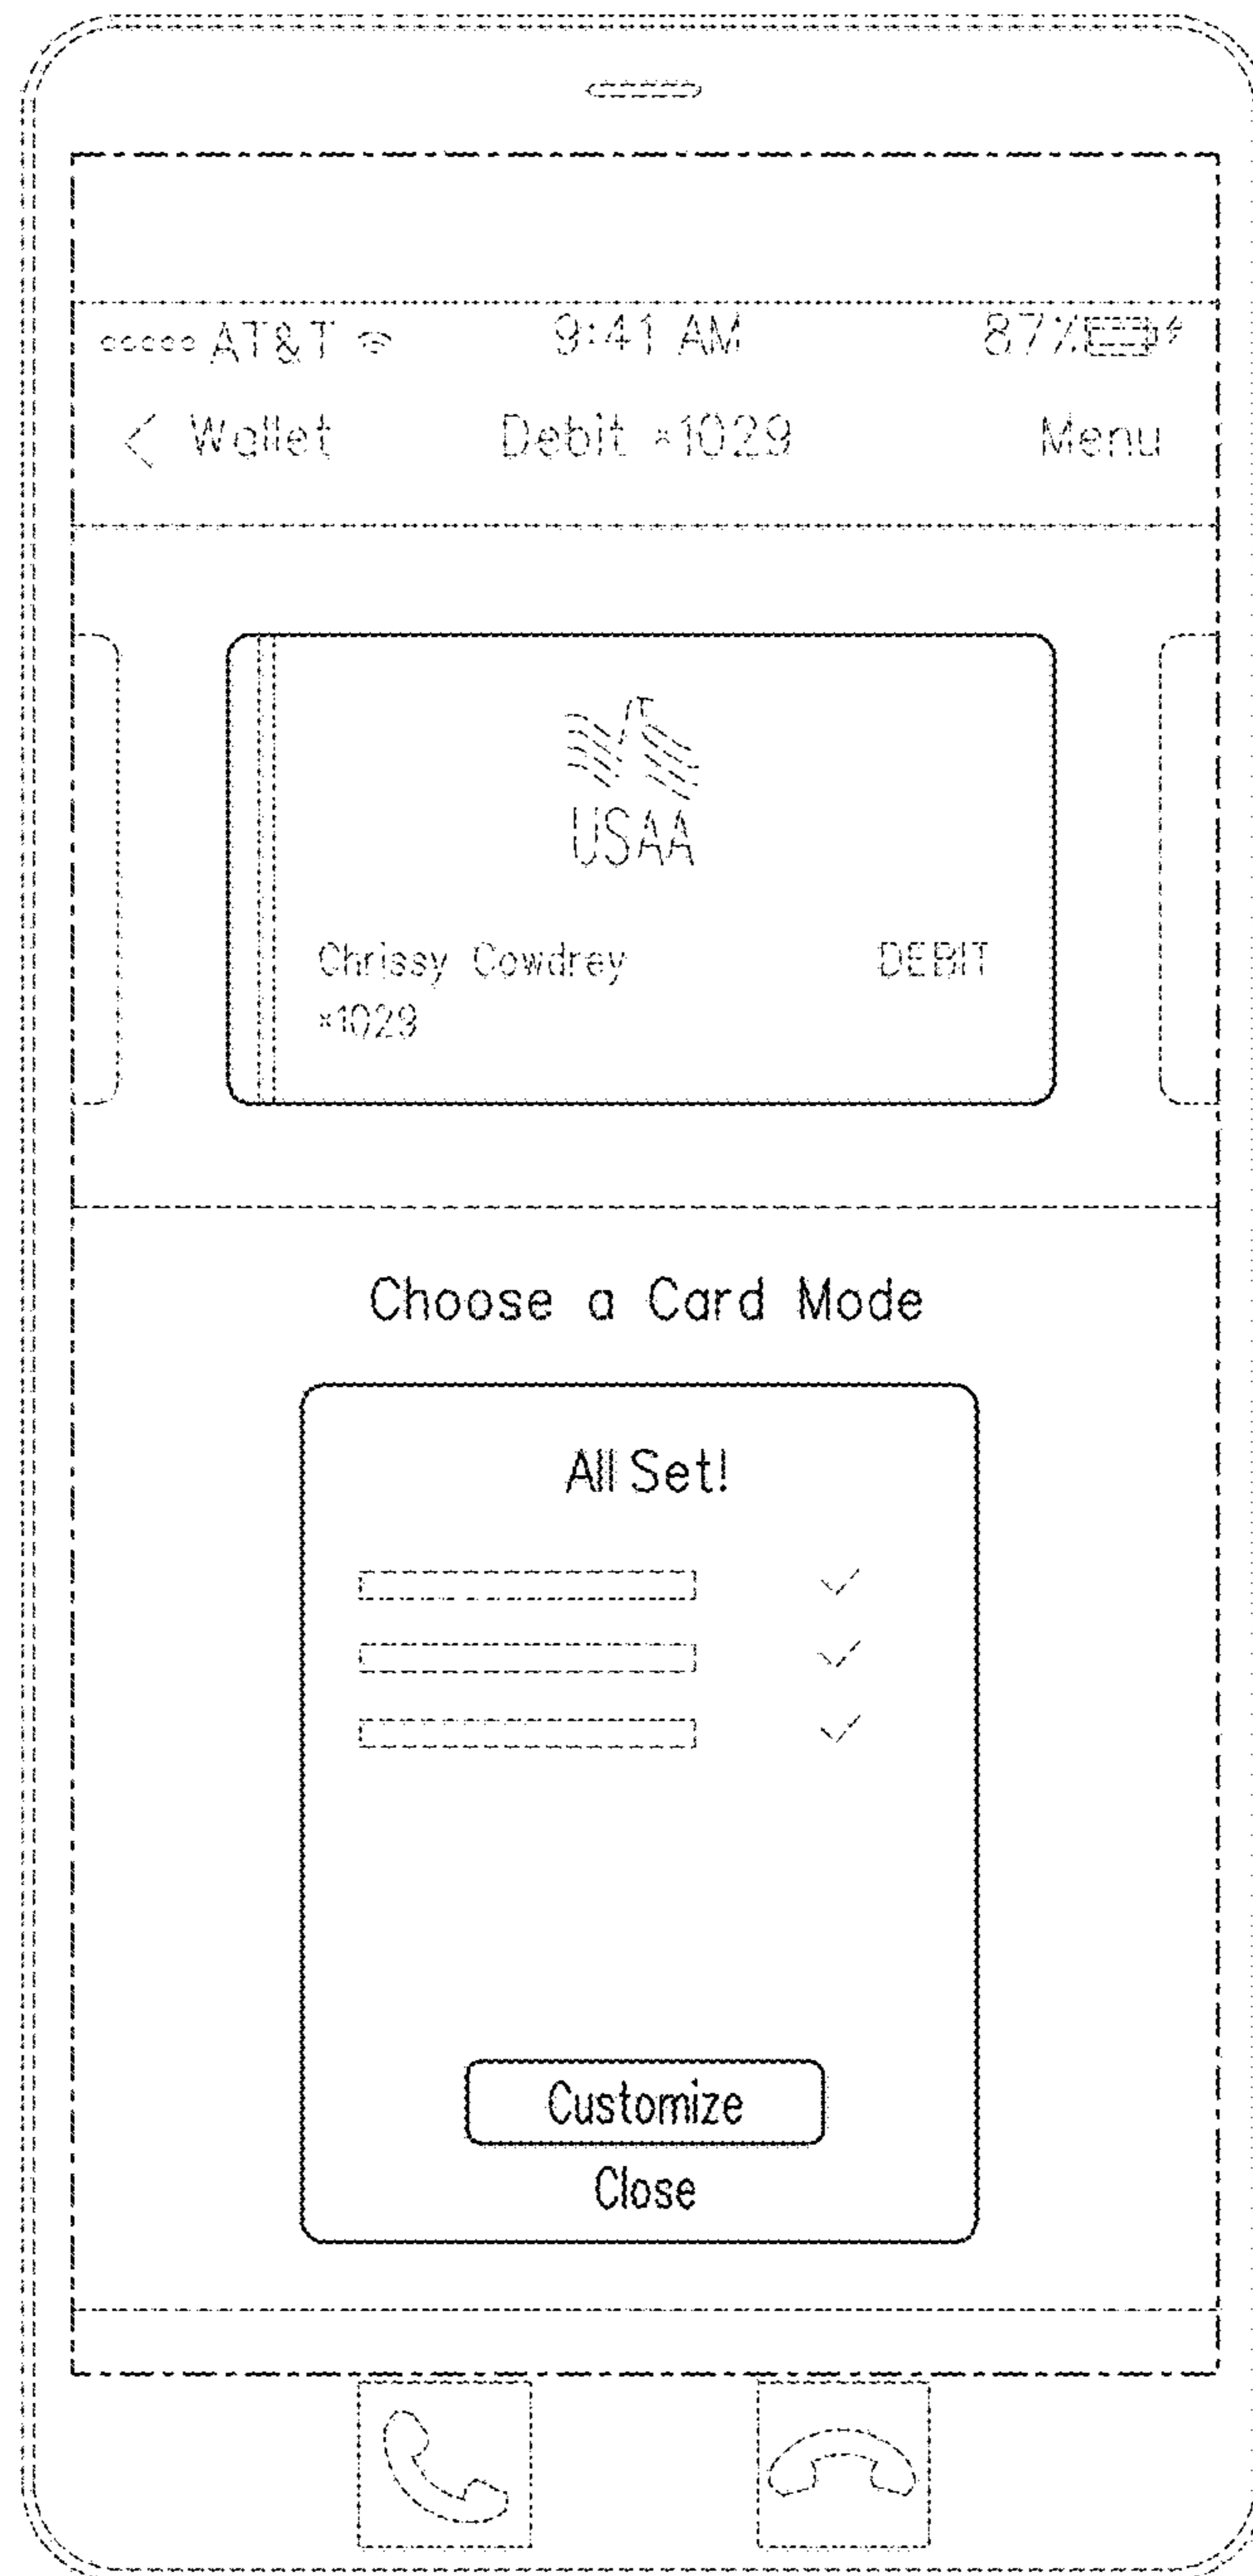 AT&T 9:41 AM 87%
< Wallet Debit *1029 Menu
USAA
Chrissy Cowdrey DEBIT
*1029
Choose a Card Mode
All Set!
Customize
Close